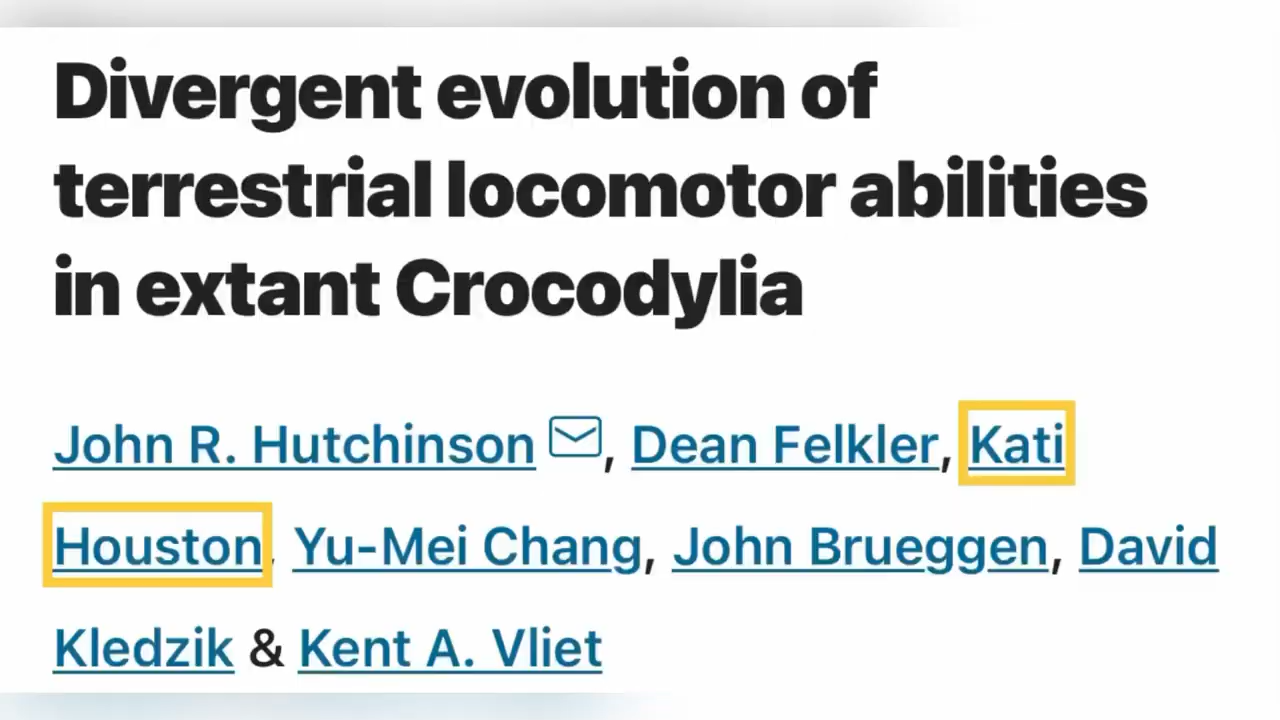 Divergent evolution of
terrestrial locomotor abilities
in extant Crocodylia
John R. Hutchinson, Dean Felkler, Kati
Houston, Yu-Mei Chang, John Brueggen, David
Kledzik & Kent A. Vliet